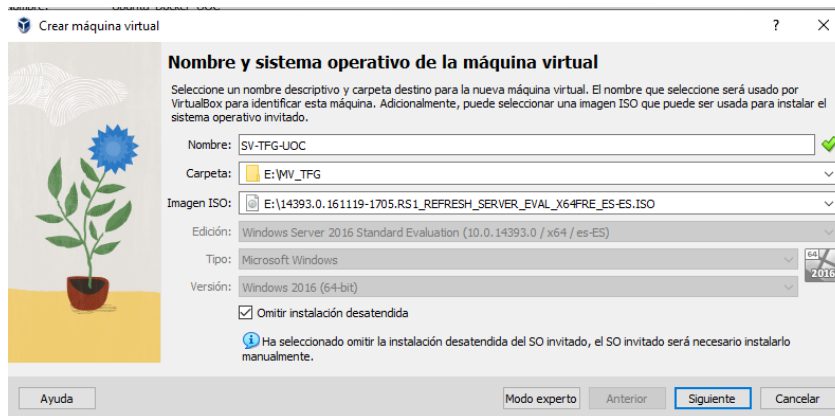 Ubuntu Docker UOC
Crear máquina virtual
?
Nombre y sistema operativo de la máquina virtual
Seleccione un nombre descriptivo y carpeta destino para la nueva máquina virtual. El nombre que seleccione será usado por
VirtualBox para identificar esta máquina. Adicionalmente, puede seleccionar una imagen ISO que puede ser usada para instalar el
sistema operativo invitado.
Nombre: SV-TFG-UOC
Carpeta: E:\MV_TFG
Imagen ISO: E:\14393.0.161119-1705.RS1_REFRESH_SERVER_EVAL_X64FRE_ES-ES.ISO
Edición: Windows Server 2016 Standard Evaluation (10.0.14393.0 / x64 / es-ES)
Tipo: Microsoft Windows
64
2016
Versión: Windows 2016 (64-bit)
Omitir instalación desatendida
Ha seleccionado omitir la instalación desatendida del SO invitado, el SO invitado será necesario instalarlo
manualmente.
Ayuda Modo experto Anterior Siguiente Cancelar